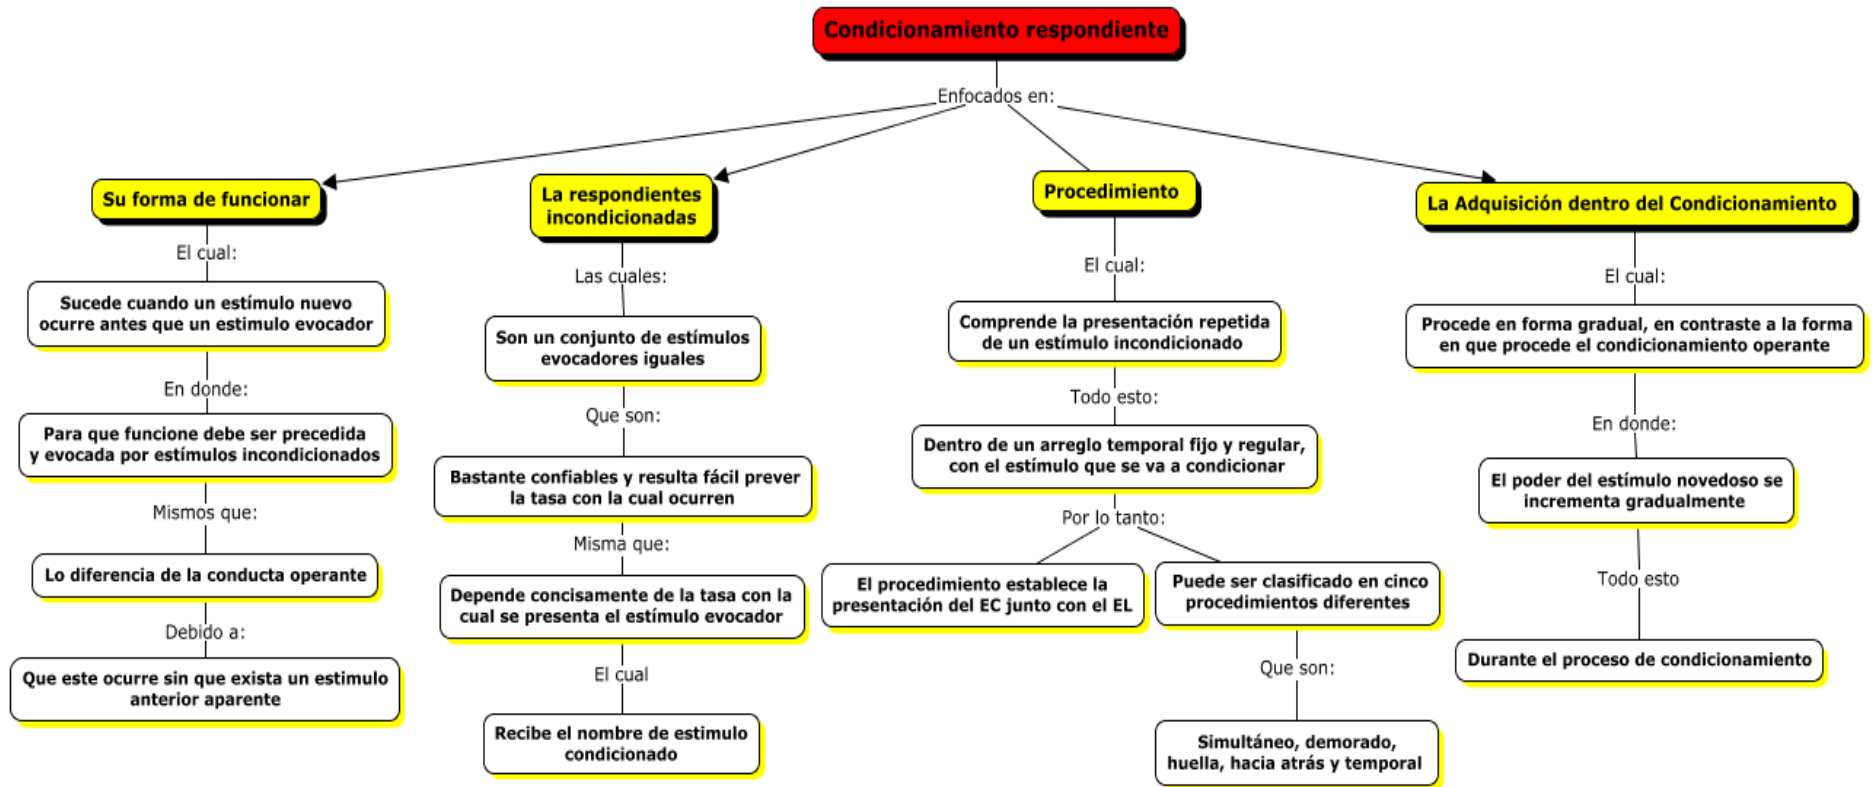 Condicionamiento respondiente
Enfocados en:
Su forma de funcionar
El cual:
Sucede cuando un estímulo nuevo
ocurre antes que un estimulo evocador
En donde:
Para que funcione debe ser precedida
y evocada por estímulos incondicionados
Mismos que:
Lo diferencia de la conducta operante
Debido a:
Que este ocurre sin que exista un estimulo
anterior aparente
La respondientes
incondicionadas
Las cuales:
Son un conjunto de estímulos
evocadores iguales
Que son:
Bastante confiables y resulta fácil prever
la tasa con la cual ocurren
Misma que:
Depende concisamente de la tasa con la
cual se presenta el estímulo evocador
El cual
Recibe el nombre de estimulo
condicionado
Procedimiento
El cual:
Comprende la presentación repetida
de un estímulo incondicionado
Todo esto:
Dentro de un arreglo temporal fijo y regular,
con el estímulo que se va a condicionar
Por lo tanto:
El procedimiento establece la
presentación del EC junto con el EL
Puede ser clasificado en cinco
procedimientos diferentes
Que son:
Simultáneo, demorado,
huella, hacia atrás y temporal
La Adquisición dentro del Condicionamiento
El cual:
Procede en forma gradual, en contraste a la forma
en que procede el condicionamiento operante
En donde:
El poder del estímulo novedoso se
incrementa gradualmente
Todo esto
Durante el proceso de condicionamiento